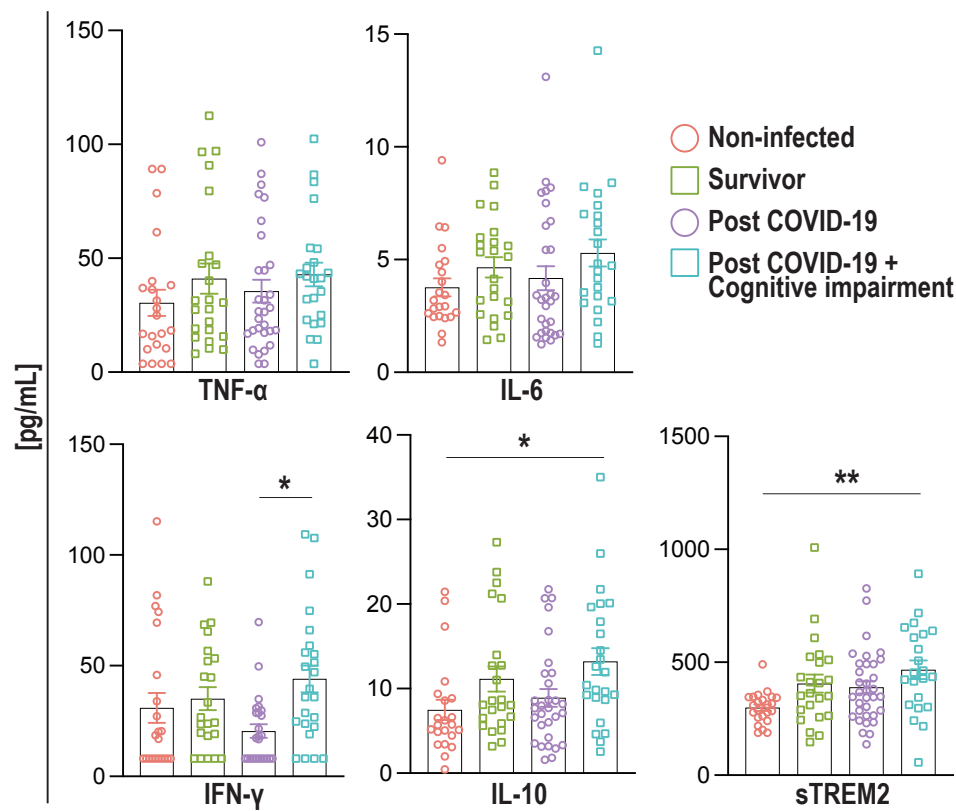 [pg/mL]
150
100
50
0
TNF-α
15
10
5
0
IL-6
Non-infected
Survivor
Post COVID-19
Post COVID-19 +
Cognitive impairment
150
100
50
0
*
IFN-γ
40
30
20
10
0
*
IL-10
1500
1000
500
0
**
sTREM2